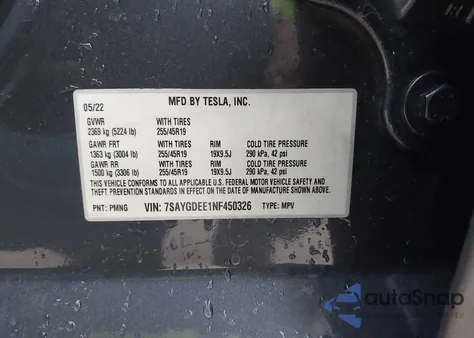 MFD BY TESLA, INC.
05/22
GVWR WITH TIRES
2369 kg (5224 lb) 255/45R19
GAWR FRT WITH TIRES RIM COLD TIRE PRESSURE
1363 kg (3004 lb) 255/45R19 19X9.5J 290 kPa, 42 psi
GAWR RR WITH TIRES RIM COLD TIRE PRESSURE
1500 kg (3306 lb) 255/45R19 19X9.5J 290 kPa, 42 psi
THIS VEHICLE CONFORMS TO ALL APPLICABLE U.S. FEDERAL MOTOR VEHICLE SAFETY AND
THEFT PREVENTION STANDARDS IN EFFECT ON THE DATE OF MANUFACTURE SHOWN ABOVE.
PNT: PMNG VIN: 7SAYGDEE1NF450326 TYPE: MPV
autaSnap